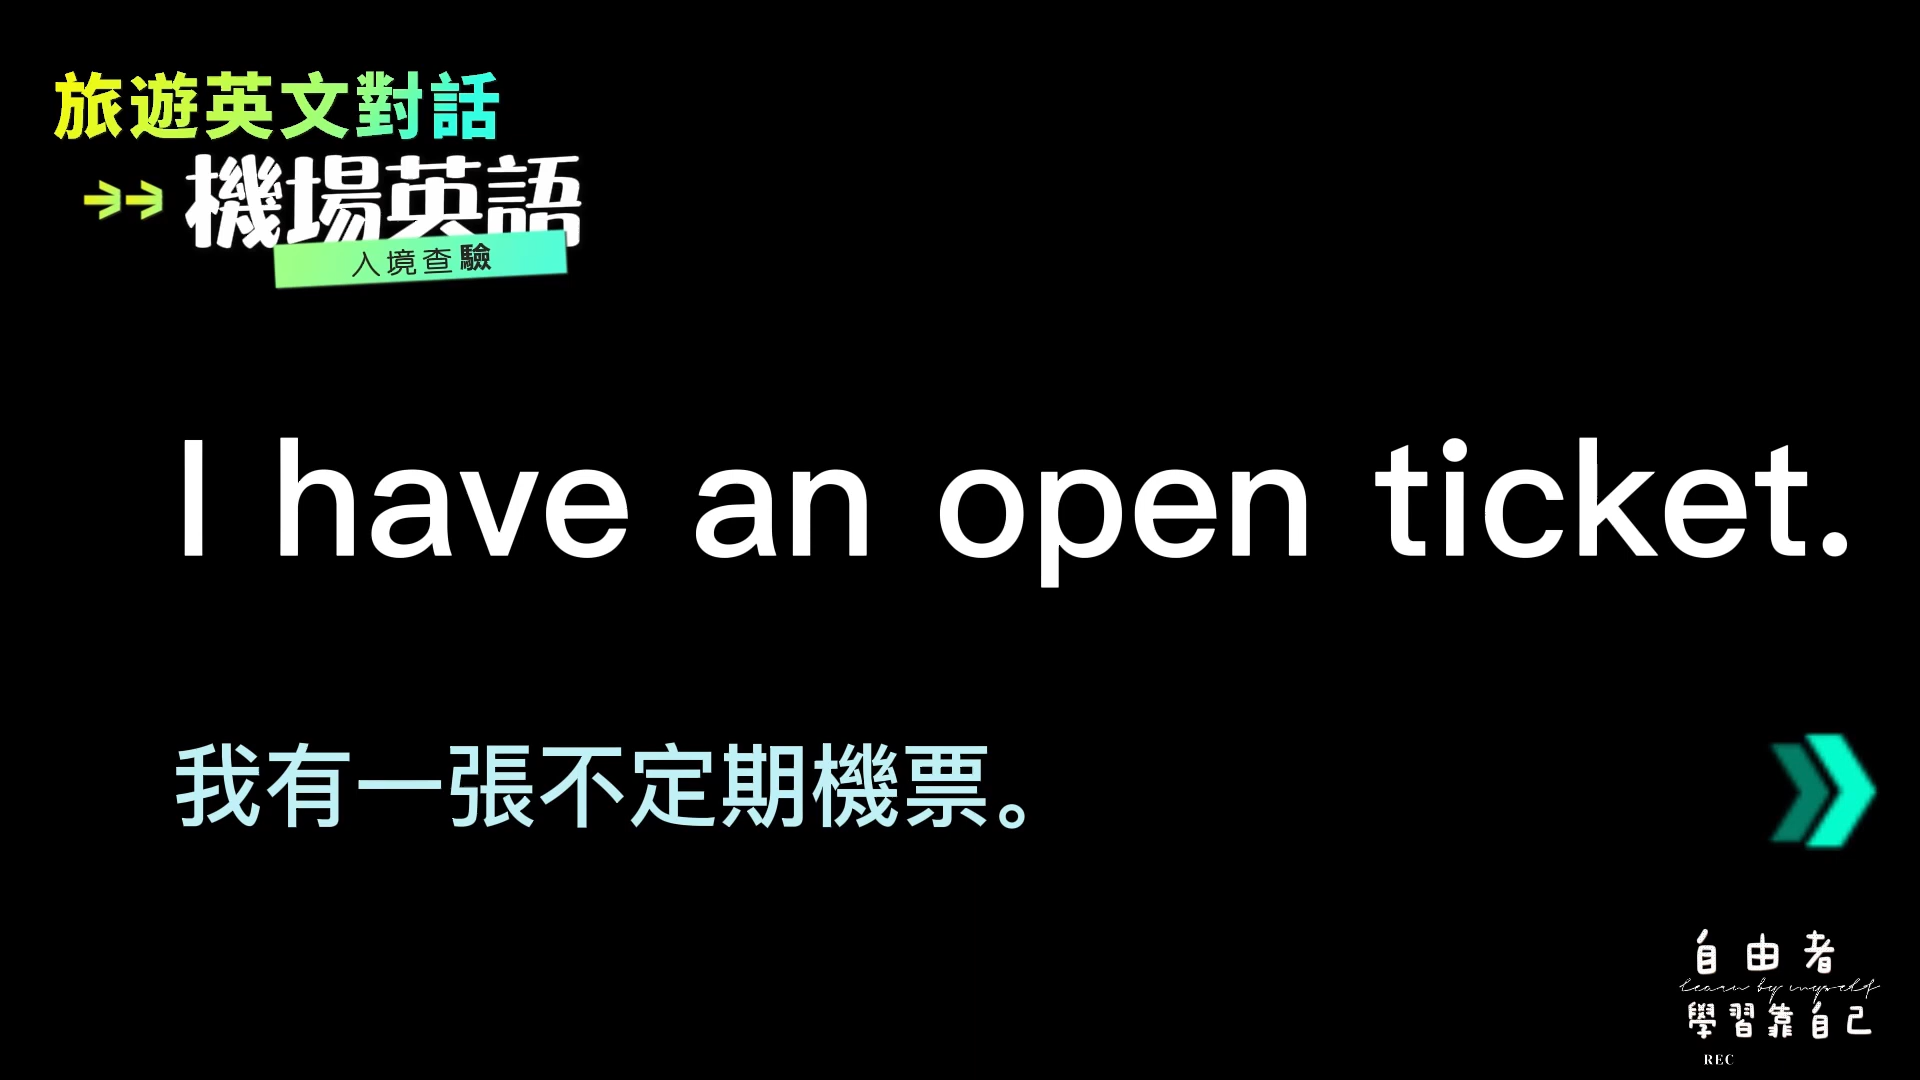 旅遊英文對話
機場英語
入境查驗
I have an open ticket.
我有一張不定期機票。
自由者
learn by myself
學習靠自己
REC